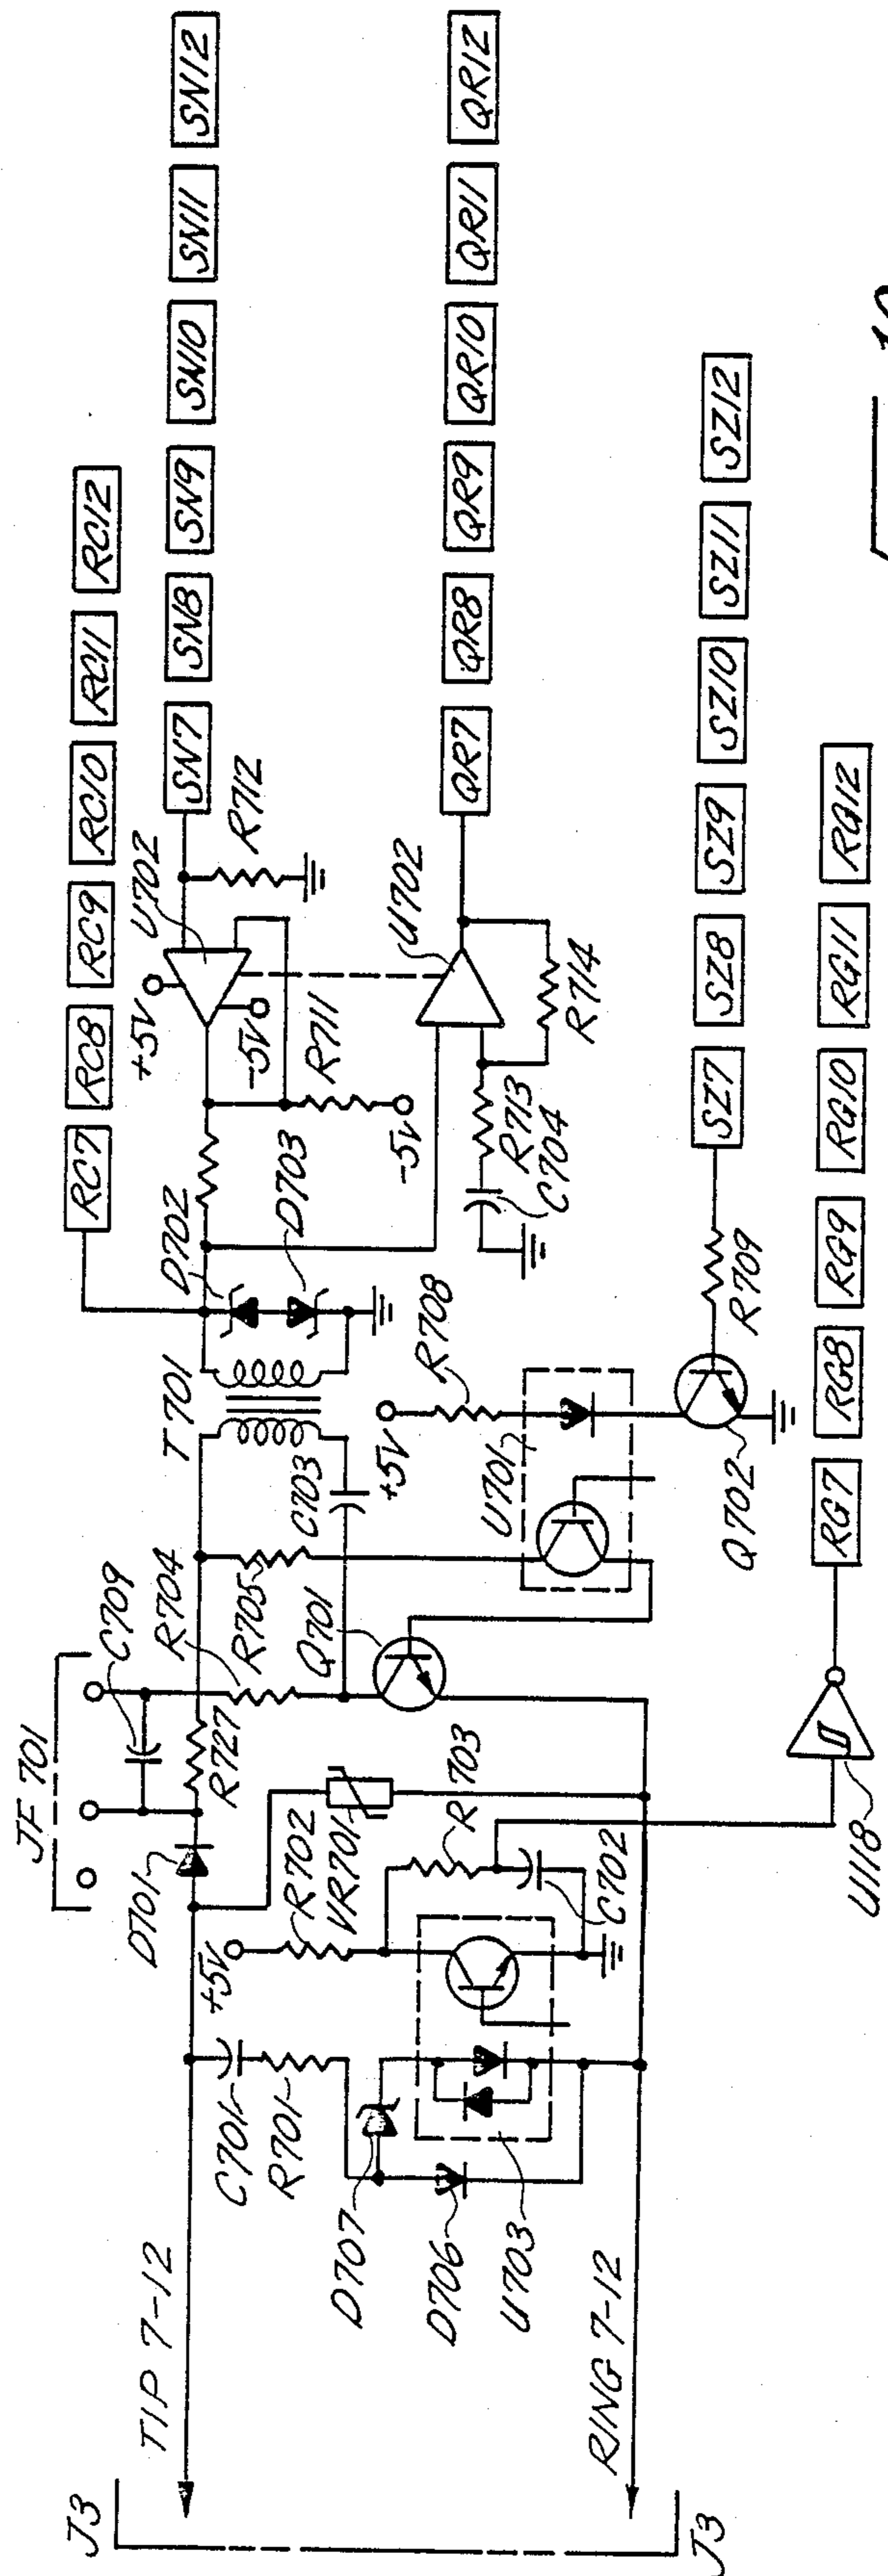 RC7 RC8 RC9 RC10 RC11 RC12
SN7 SN8 SN9 SN10 SN11 SN12
QR7 QR8 QR9 QR10 QR11 QR12
SZ7 SZ8 SZ9 SZ10 SZ11 SZ12
RG7 RG8 RG9 RG10 RG11 RG12
J3
TIP 7-12
RING 7-12
J3
JF 701
C709
D701
R704
R727
R705
T701
C703
Q701
+5V
R702
VR701
R703
C702
C701
R701
D707
D706
U703
U118
D702
D703
+5V
-5V
U702
R712
R711
-5V
U702
R713
C704
R714
+5V
R708
U701
R709
Q702